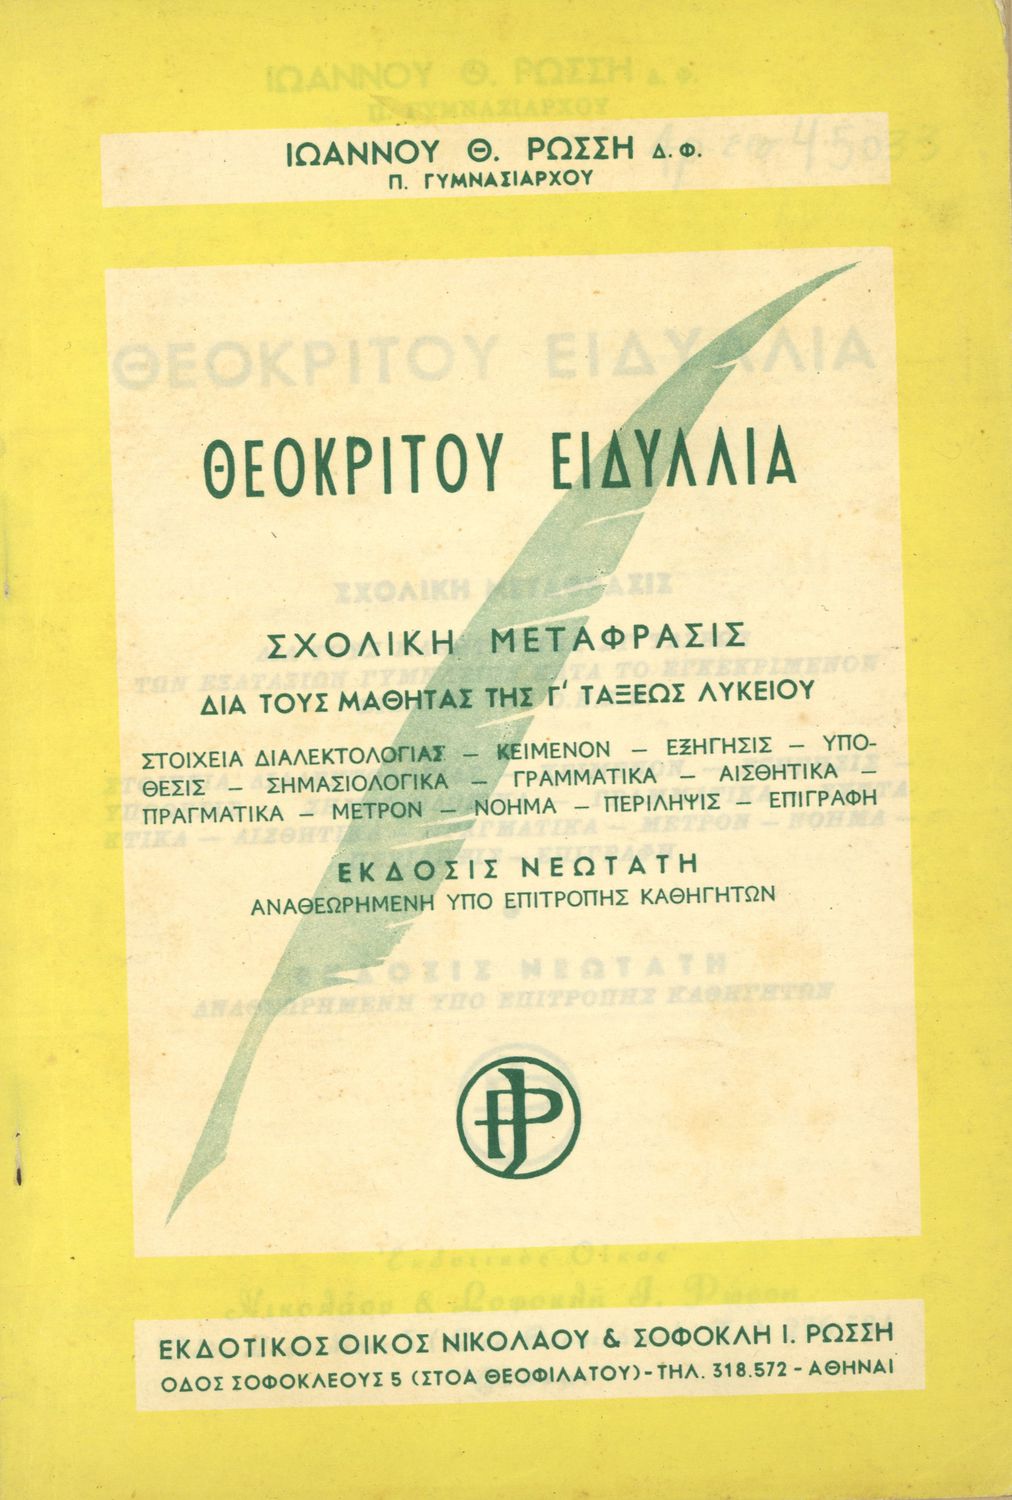 ΙΩΑΝΝΟΥ Θ. ΡΩΣΣΗ Δ.Φ.
Π. ΓΥΜΝΑΣΙΑΡΧΟΥ
ΘΕΟΚΡΙΤΟΥ ΕΙΔΥΛΛΙΑ
ΣΧΟΛΙΚΗ ΜΕΤΑΦΡΑΣΙΣ
ΔΙΑ ΤΟΥΣ ΜΑΘΗΤΑΣ ΤΗΣ Γ' ΤΑΞΕΩΣ ΛΥΚΕΙΟΥ
ΣΤΟΙΧΕΙΑ ΔΙΑΛΕΚΤΟΛΟΓΙΑΣ – ΚΕΙΜΕΝΟΝ – ΕΞΗΓΗΣΙΣ – ΥΠΟ-
ΘΕΣΙΣ – ΣΗΜΑΣΙΟΛΟΓΙΚΑ – ΓΡΑΜΜΑΤΙΚΑ – ΑΙΣΘΗΤΙΚΑ –
ΠΡΑΓΜΑΤΙΚΑ – ΜΕΤΡΟΝ – ΝΟΗΜΑ – ΠΕΡΙΛΗΨΙΣ – ΕΠΙΓΡΑΦΗ
ΕΚΔΟΣΙΣ ΝΕΩΤΑΤΗ
ΑΝΑΘΕΩΡΗΜΕΝΗ ΥΠΟ ΕΠΙΤΡΟΠΗΣ ΚΑΘΗΓΗΤΩΝ
ΕΚΔΟΤΙΚΟΣ ΟΙΚΟΣ ΝΙΚΟΛΑΟΥ & ΣΟΦΟΚΛΗ Ι. ΡΩΣΣΗ
ΟΔΟΣ ΣΟΦΟΚΛΕΟΥΣ 5 (ΣΤΟΑ ΘΕΟΦΙΛΑΤΟΥ)-ΤΗΛ. 318.572-ΑΘΗΝΑΙ